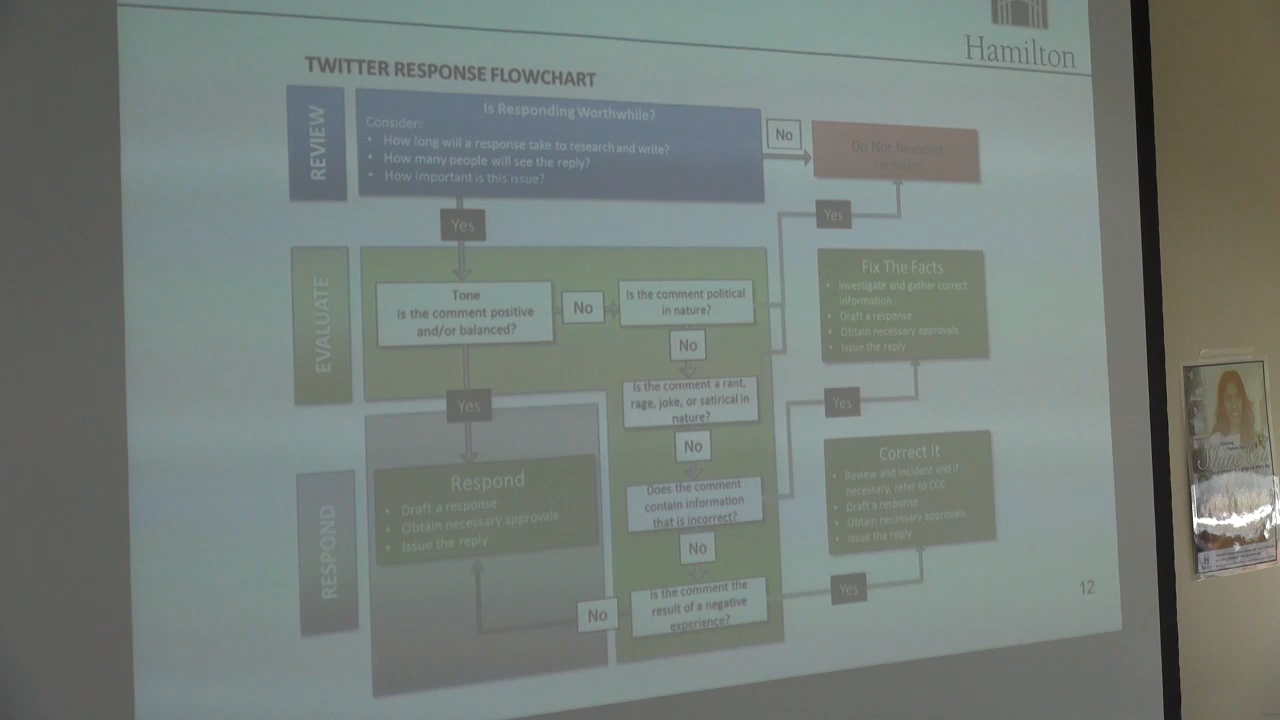 Hamilton
TWITTER RESPONSE FLOWCHART
REVIEW
Is Responding Worthwhile?
Consider:
• How long will a response take to research and write?
• How many people will see the reply?
• How important is this issue?
No
Do Not Respond
Yes
Yes
EVALUATE
Tone
Is the comment positive
and/or balanced?
No
Is the comment political
in nature?
Fix The Facts
• Investigate and gather correct
information
• Draft a response
• Obtain necessary approvals
• Issue the reply
No
Is the comment a rant,
rage, joke, or satirical in
nature?
Yes
Yes
No
RESPOND
Respond
• Draft a response
• Obtain necessary approvals
• Issue the reply
Does the comment
contain information
that is incorrect?
Correct It
• Review and incident and if
necessary, refer to CCC
• Draft a response
• Obtain necessary approvals
• Issue the reply
No
Is the comment the
result of a negative
experience?
Yes
No
12